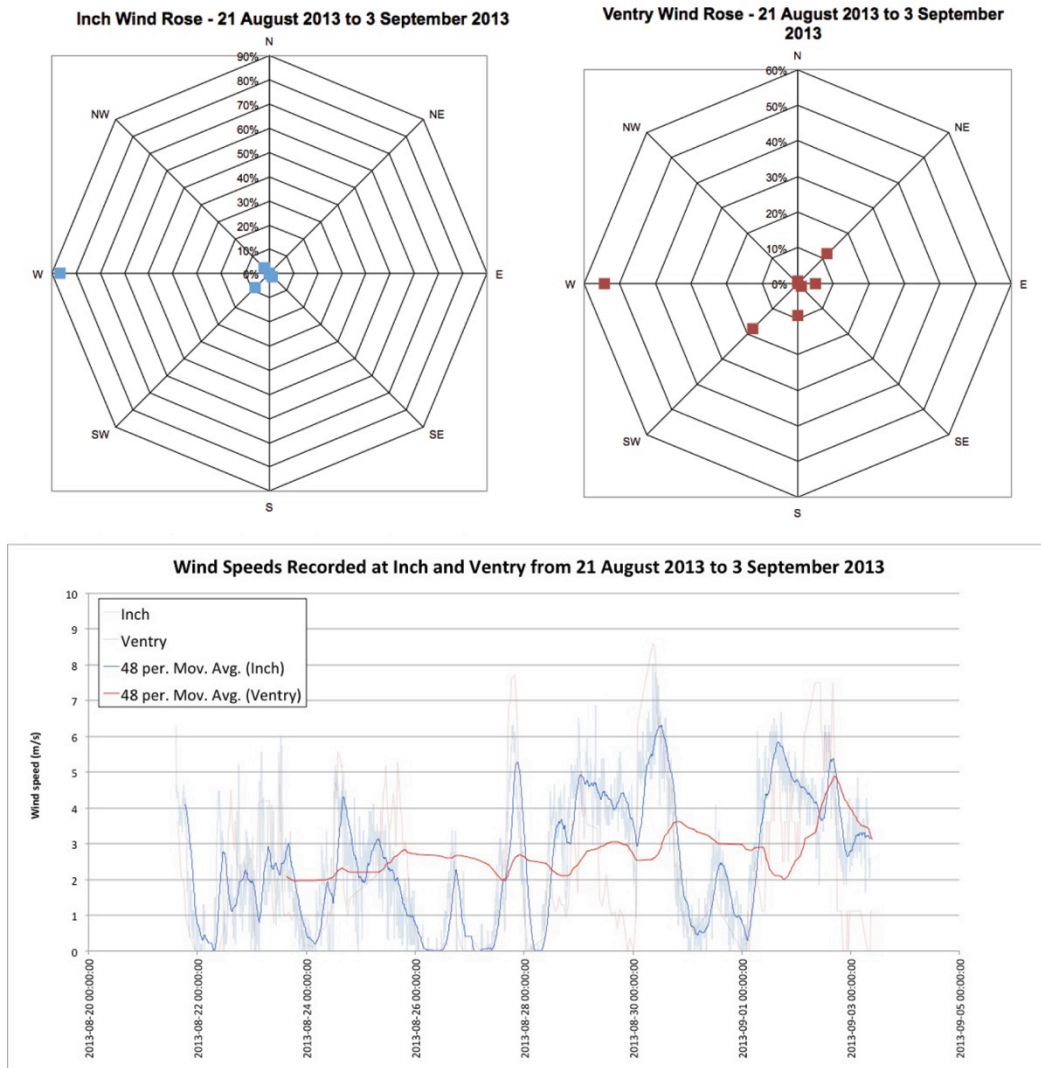 Inch Wind Rose - 21 August 2013 to 3 September 2013
N
90%
80%
70%
60%
50%
40%
30%
20%
10%
0%
NW
NE
W
E
SW
SE
S
Ventry Wind Rose - 21 August 2013 to 3 September
2013
N
60%
50%
40%
30%
20%
10%
0%
NW
NE
W
E
SW
SE
S
Wind Speeds Recorded at Inch and Ventry from 21 August 2013 to 3 September 2013
Inch
Ventry
48 per. Mov. Avg. (Inch)
48 per. Mov. Avg. (Ventry)
Wind speed (m/s)
10
9
8
7
6
5
4
3
2
1
0
2013-08-20 00:00:00
2013-08-22 00:00:00
2013-08-24 00:00:00
2013-08-26 00:00:00
2013-08-28 00:00:00
2013-08-30 00:00:00
2013-09-01 00:00:00
2013-09-03 00:00:00
2013-09-05 00:00:00